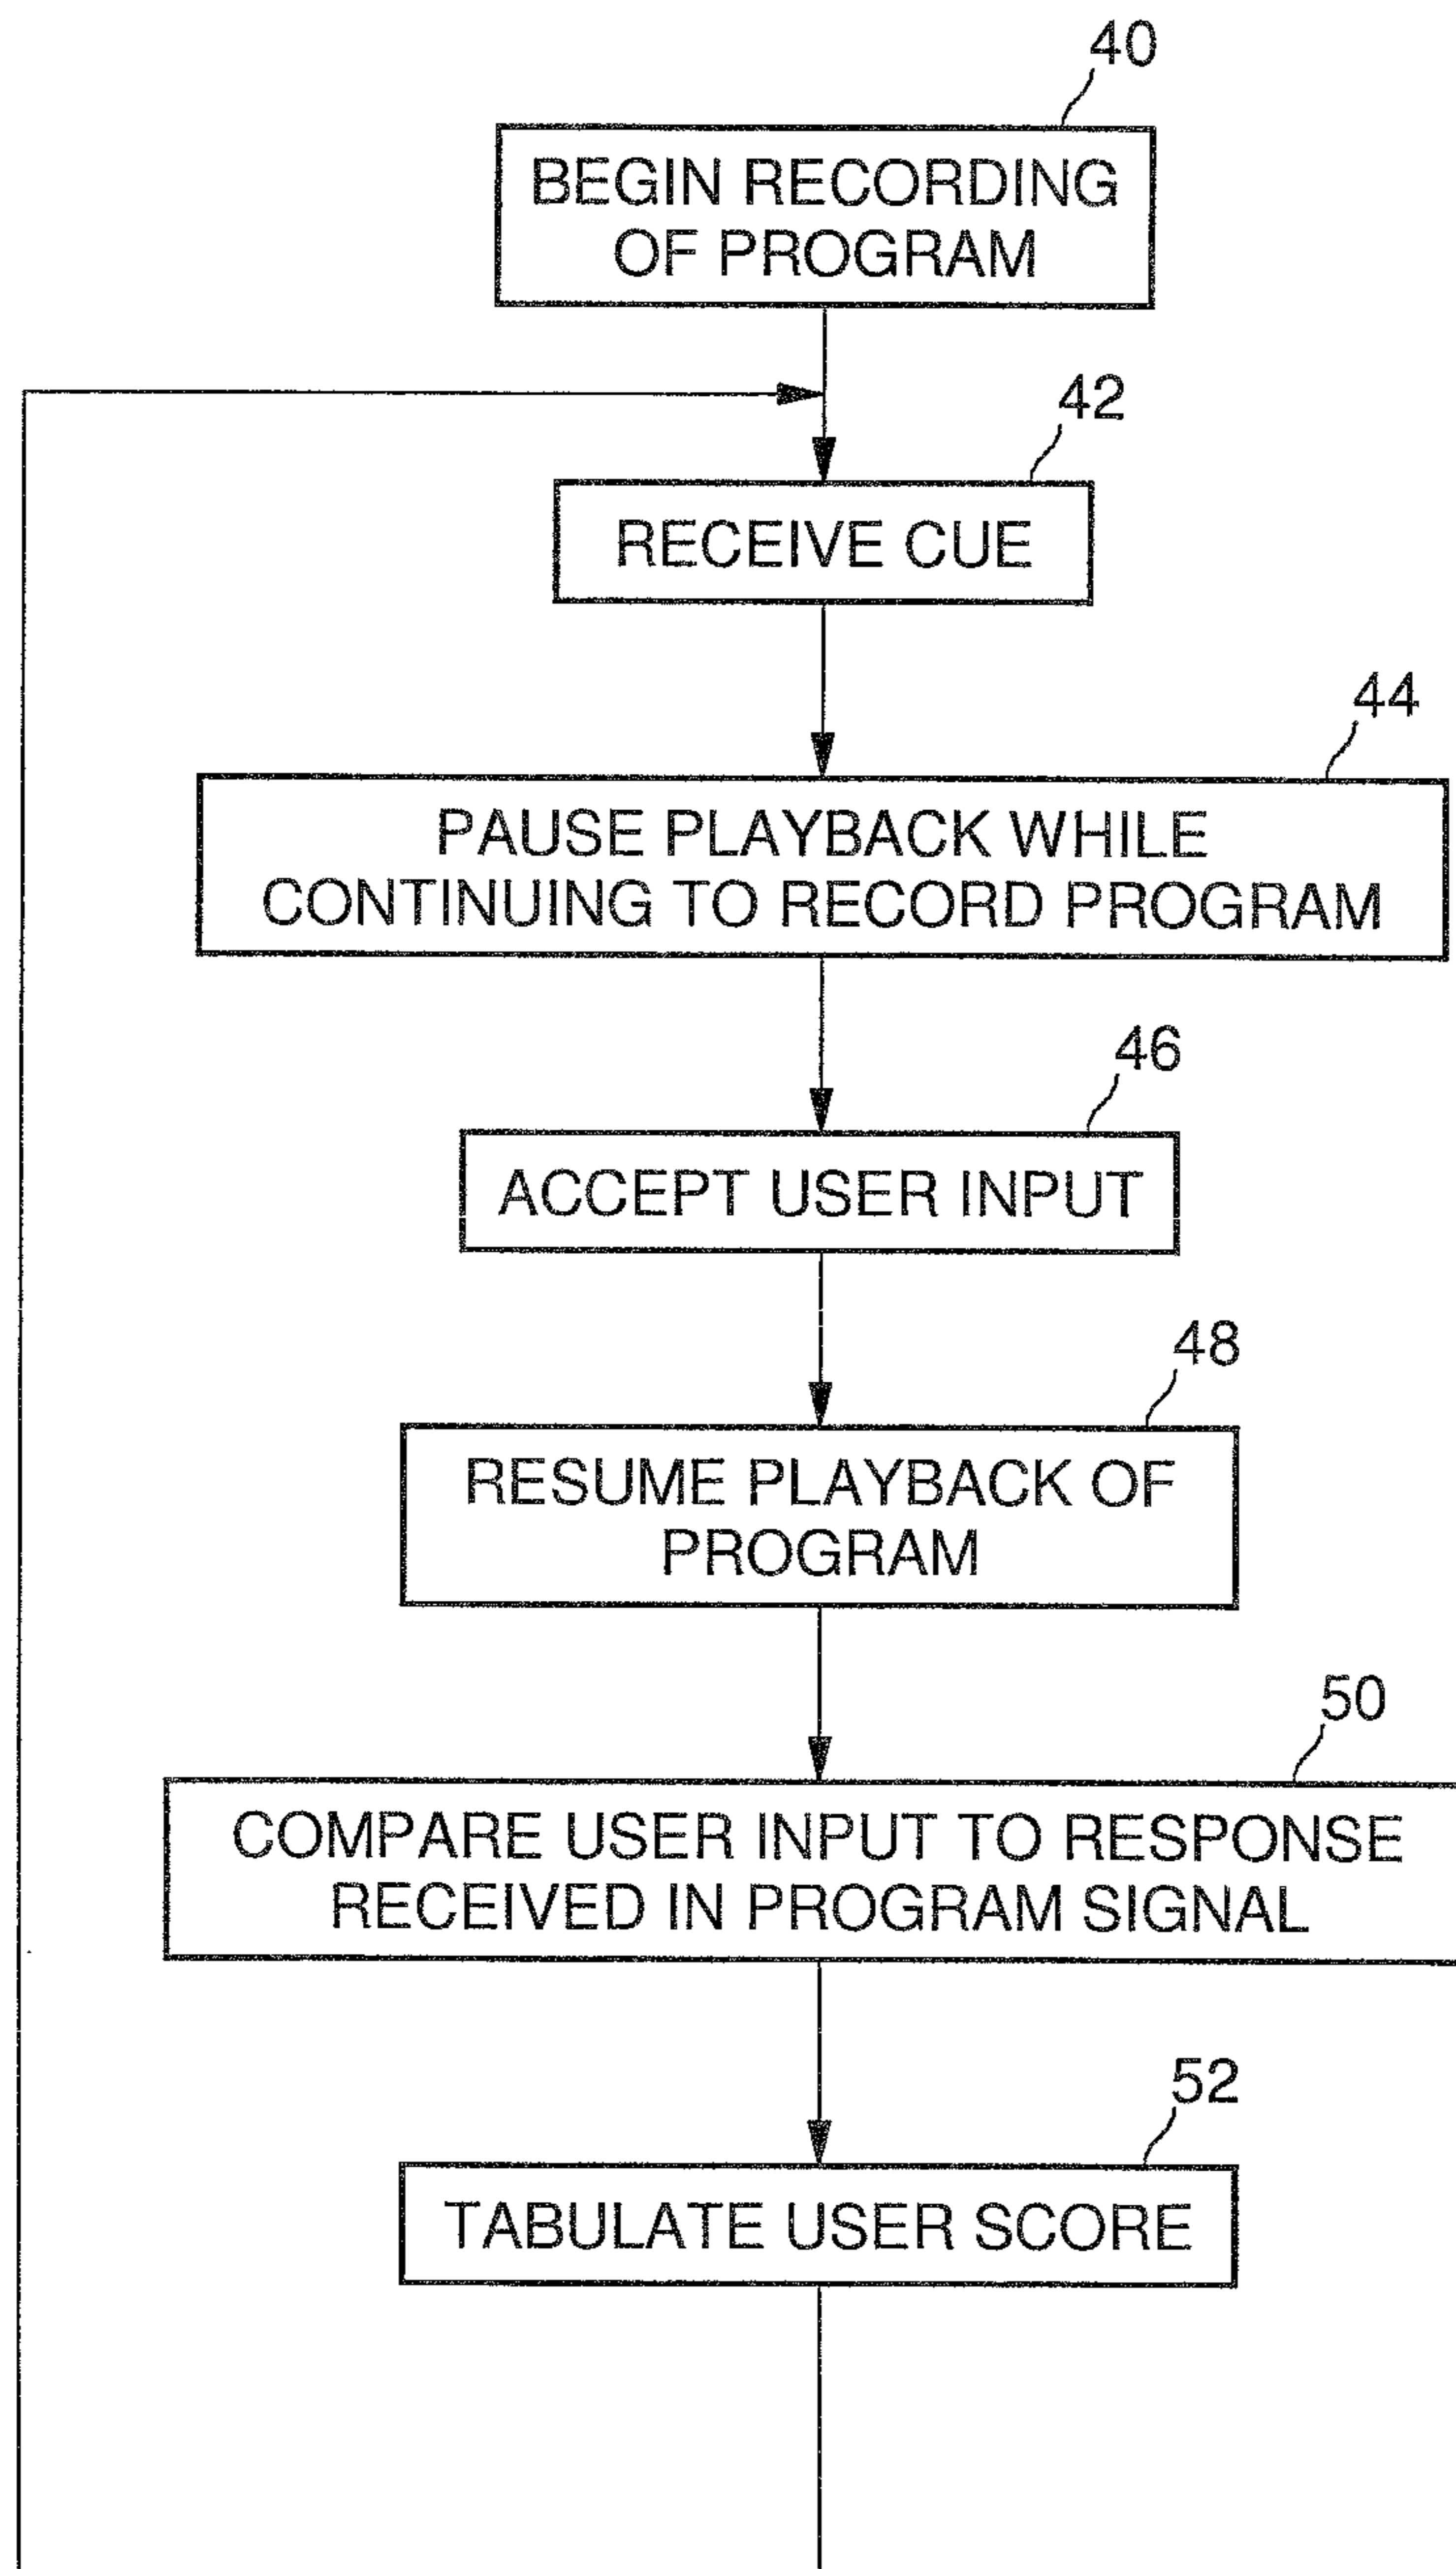 40
BEGIN RECORDING
OF PROGRAM
42
RECEIVE CUE
44
PAUSE PLAYBACK WHILE
CONTINUING TO RECORD PROGRAM
46
ACCEPT USER INPUT
48
RESUME PLAYBACK OF
PROGRAM
50
COMPARE USER INPUT TO RESPONSE
RECEIVED IN PROGRAM SIGNAL
52
TABULATE USER SCORE